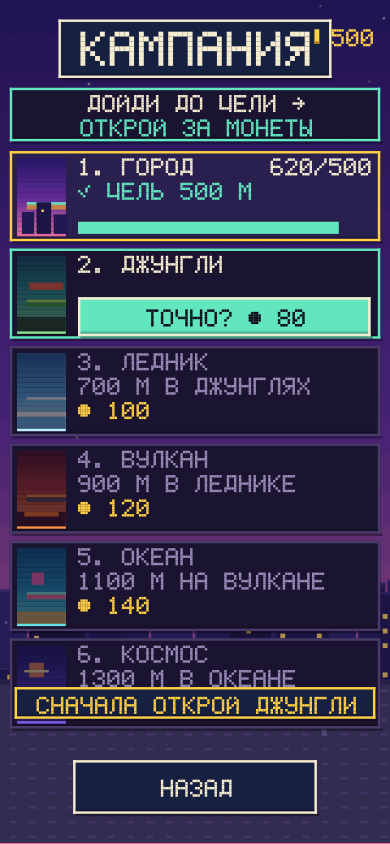 КАМПАНИЯ
500
ДОЙДИ ДО ЦЕЛИ →
ОТКРОЙ ЗА МОНЕТЫ
1. ГОРОД 620/500
✓ ЦЕЛЬ 500 М
2. ДЖУНГЛИ
ТОЧНО? ● 80
3. ЛЕДНИК
700 М В ДЖУНГЛЯХ
● 100
4. ВУЛКАН
900 М В ЛЕДНИКЕ
● 120
5. ОКЕАН
1100 М НА ВУЛКАНЕ
● 140
6. КОСМОС
1300 М В ОКЕАНЕ
СНАЧАЛА ОТКРОЙ ДЖУНГЛИ
НАЗАД